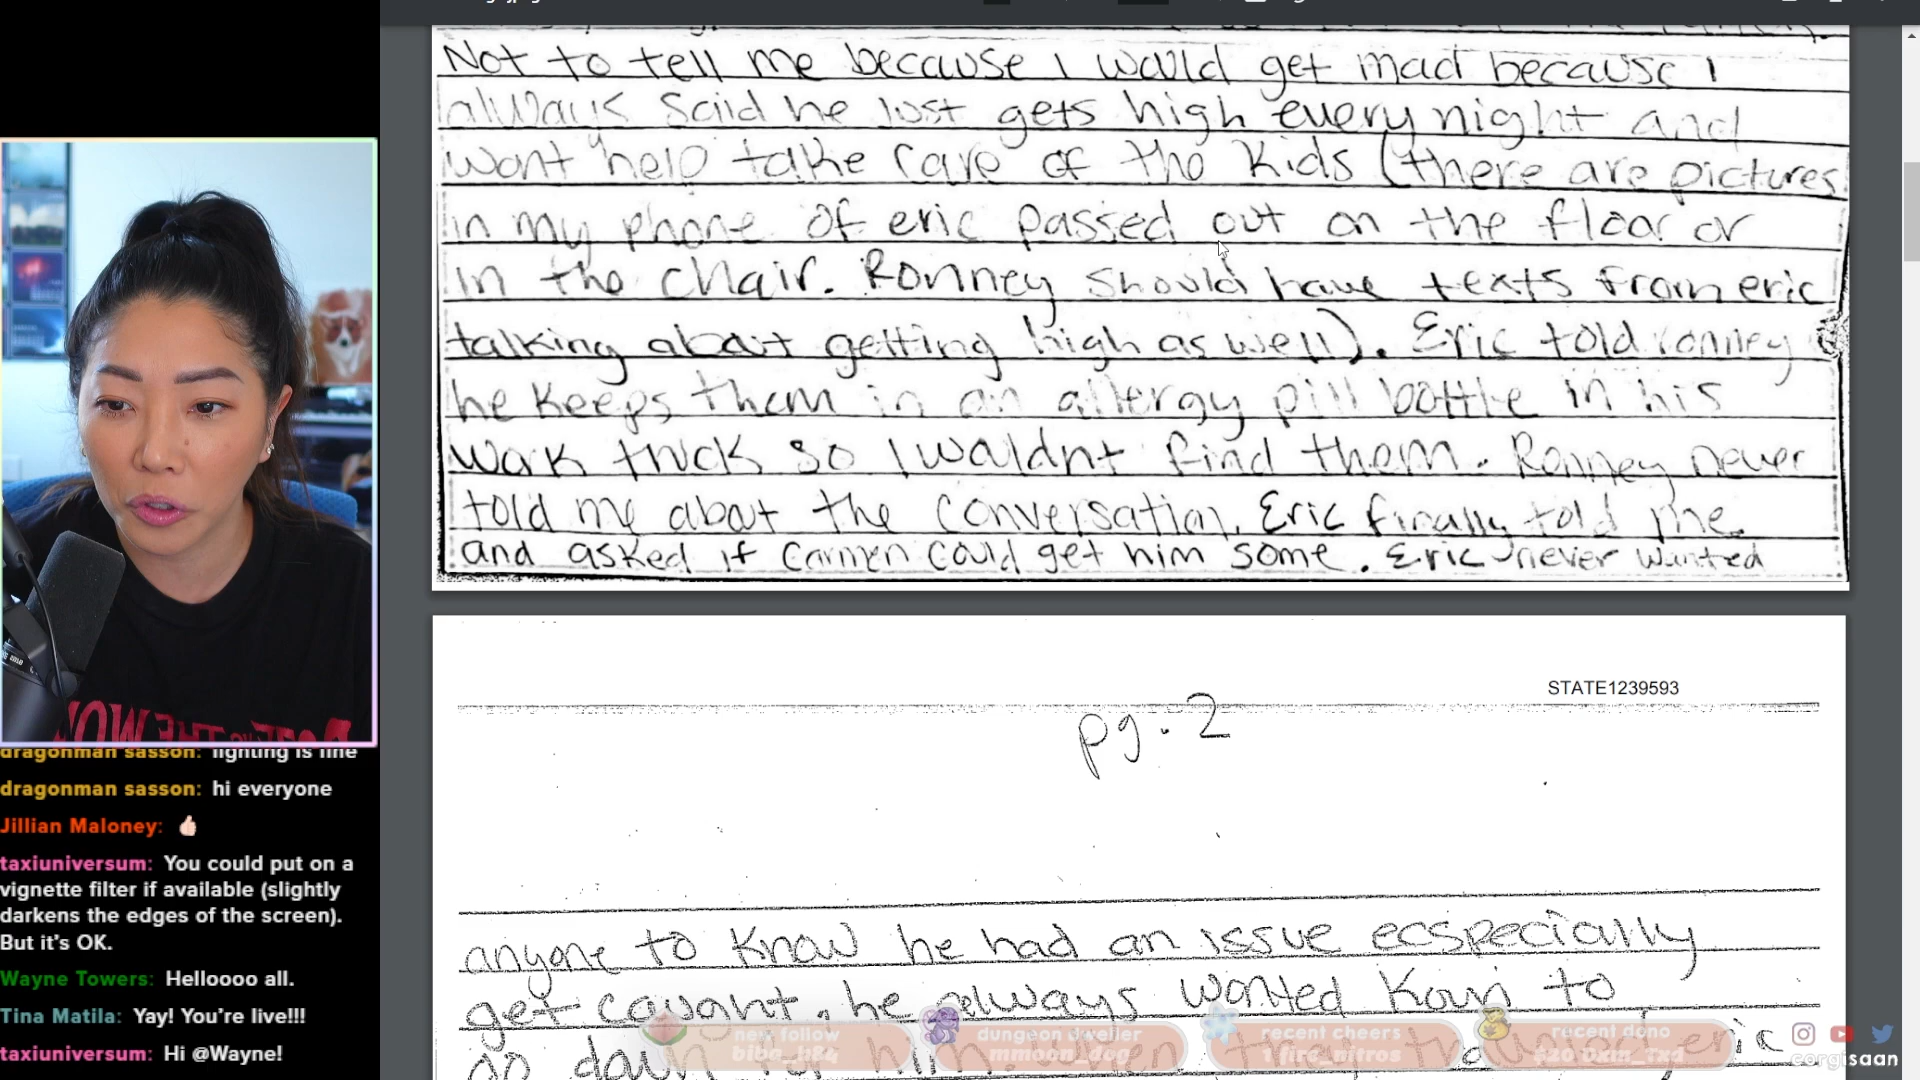 Not to tell me because I would get mad because I
always said he Just gets high every night and
wont help take care of the kids (there are pictures
in my phone of eric passed out on the floor or
in the chair. Ronney should have texts from eric
talking about getting high as well). Eric told ronney
he keeps them in an allergy pill bottle in his
work truck so I wouldnt find them. Ronney never
told me about the conversation. Eric finally told me
and asked if Carmen could get him some. Eric never wanted
STATE1239593
pg. 2
anyone to know he had an issue ecspecially
get caught, he always wanted Kouri to
go down
dragonman sasson: lighting is fine
dragonman sasson: hi everyone
Jillian Maloney: 👍🏻
taxiuniversum: You could put on a
vignette filter if available (slightly
darkens the edges of the screen).
But it's OK.
Wayne Towers: Helloooo all.
Tina Matila: Yay! You're live!!!
taxiuniversum: Hi @Wayne!
new follow
dungeon dweller
mmoon_dog
recent cheers
recent dono
corgisaan